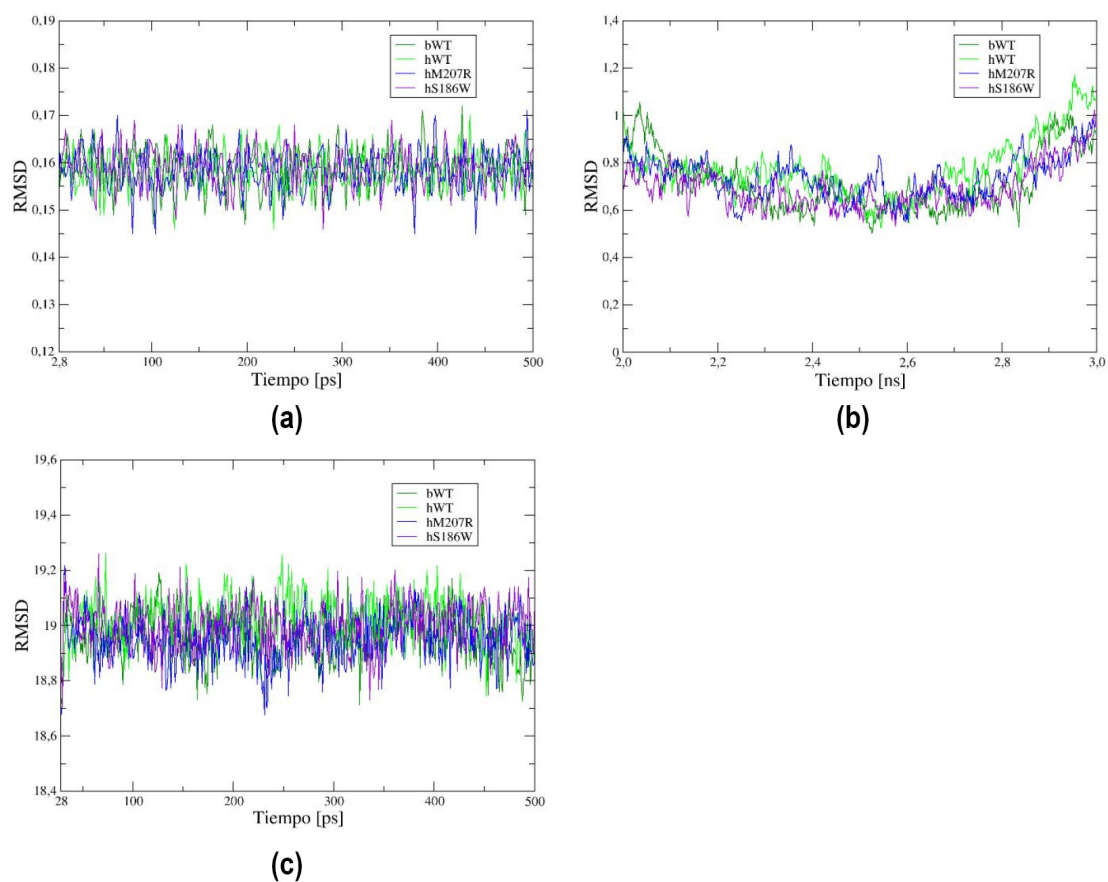 0,19
0,18
0,17
0,16
0,15
0,14
0,13
0,12
RMSD
bWT
hWT
hM207R
hS186W
2,8 100 200 300 400 500
Tiempo [ps]
(a)
1,4
1,2
1
0,8
0,6
0,4
0,2
0
RMSD
bWT
hWT
hM207R
hS186W
2,0 2,2 2,4 2,6 2,8 3,0
Tiempo [ns]
(b)
19,6
19,4
19,2
19
18,8
18,6
18,4
RMSD
bWT
hWT
hM207R
hS186W
28 100 200 300 400 500
Tiempo [ps]
(c)